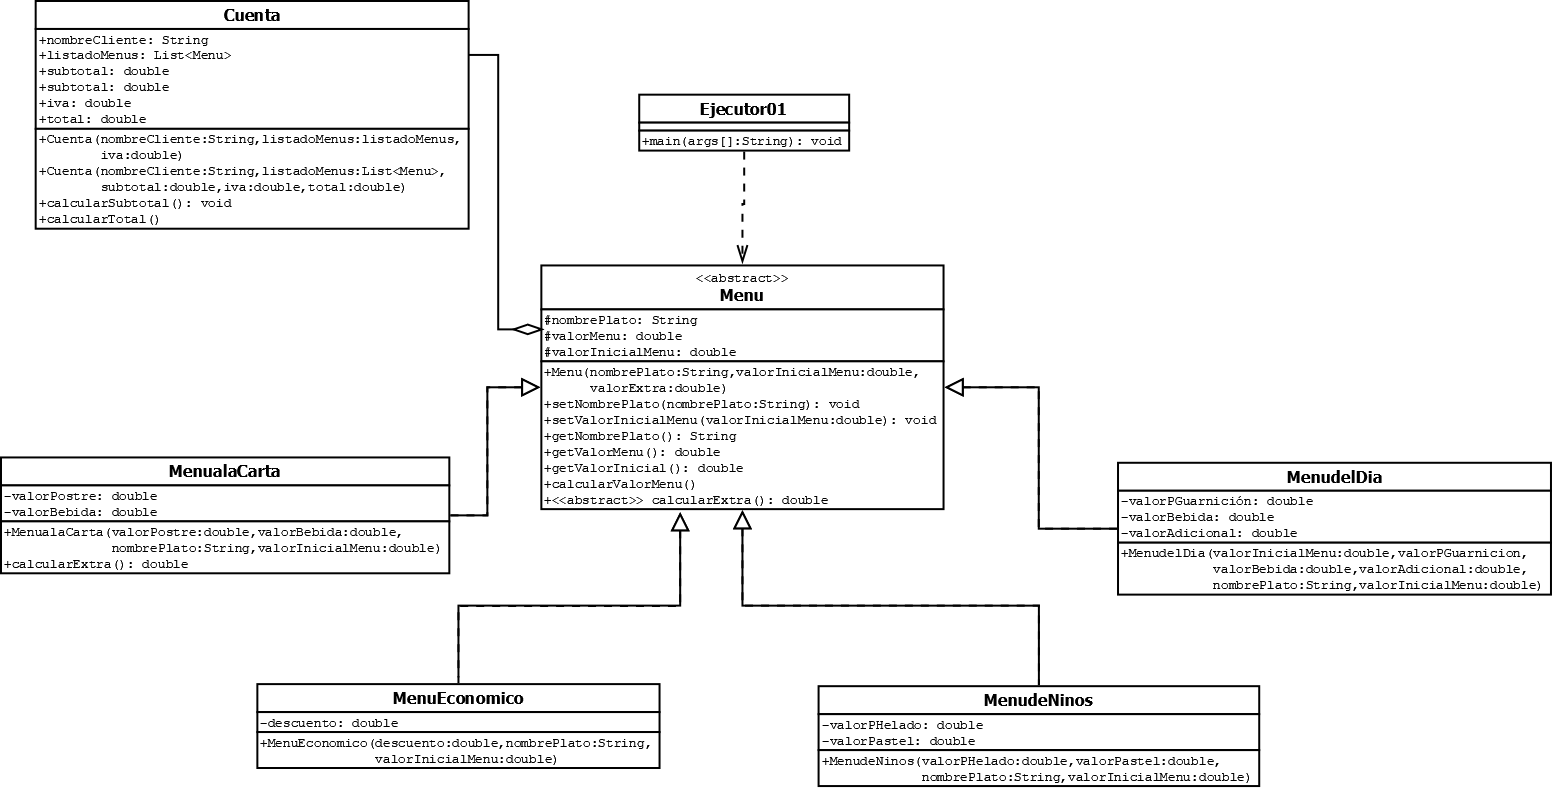 Cuenta
+nombreCliente: String
+listadoMenus: List<Menu>
+subtotal: double
+subtotal: double
+iva: double
+total: double
+Cuenta(nombreCliente:String,listadoMenus:listadoMenus,
iva:double)
+Cuenta(nombreCliente:String,listadoMenus:List<Menu>,
subtotal:double,iva:double,total:double)
+calcularSubtotal(): void
+calcularTotal()
Ejecutor01
+main(args[]:String): void
<<abstract>>
Menu
#nombrePlato: String
#valorMenu: double
#valorInicialMenu: double
+Menu(nombrePlato:String,valorInicialMenu:double,
valorExtra:double)
+setNombrePlato(nombrePlato:String): void
+setValorInicialMenu(valorInicialMenu:double): void
+getNombrePlato(): String
+getValorMenu(): double
+getValorInicial(): double
+calcularValorMenu()
+<<abstract>> calcularExtra(): double
MenualaCarta
-valorPostre: double
-valorBebida: double
+MenualaCarta(valorPostre:double,valorBebida:double,
nombrePlato:String,valorInicialMenu:double)
+calcularExtra(): double
MenudelDia
-valorPGuarnición: double
-valorBebida: double
-valorAdicional: double
+MenudelDia(valorInicialMenu:double,valorPGuarnicion,
valorBebida:double,valorAdicional:double,
nombrePlato:String,valorInicialMenu:double)
MenuEconomico
-descuento: double
+MenuEconomico(descuento:double,nombrePlato:String,
valorInicialMenu:double)
MenudeNinos
-valorPHelado: double
-valorPastel: double
+MenudeNinos(valorPHelado:double,valorPastel:double,
nombrePlato:String,valorInicialMenu:double)